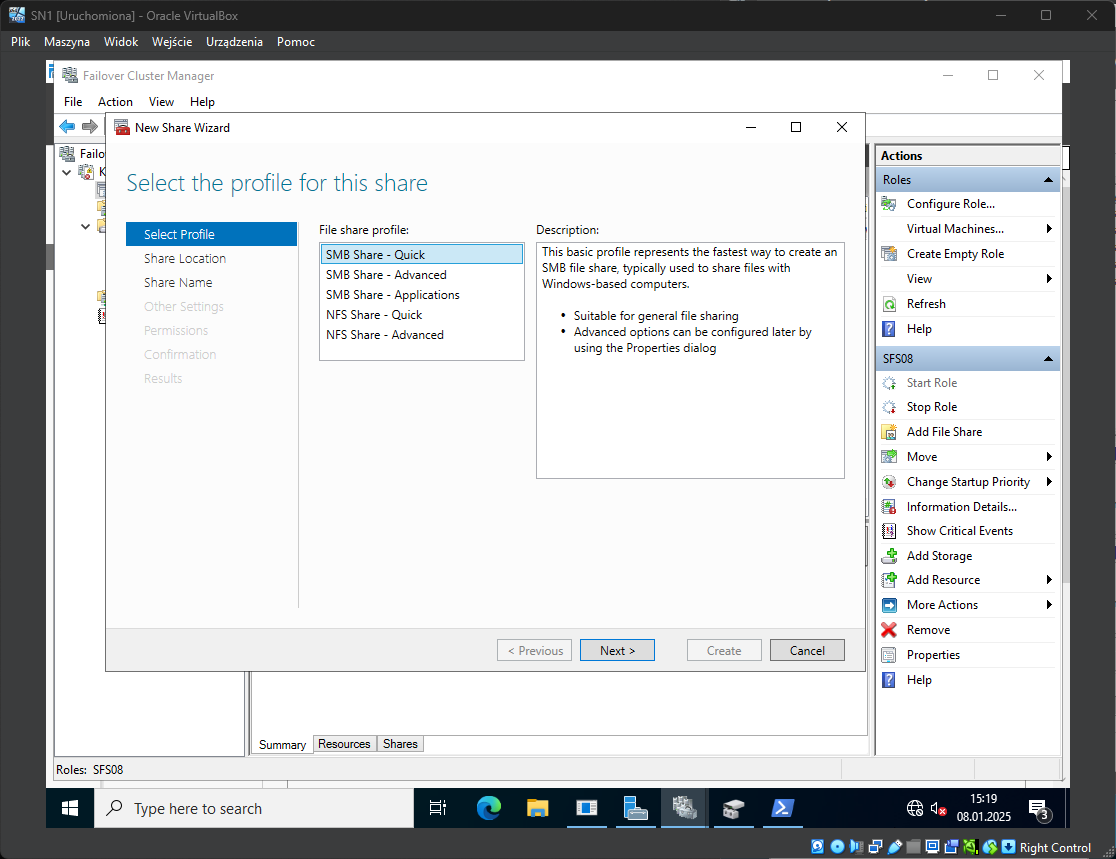 SN1 [Uruchomiona] - Oracle VirtualBox
Plik Maszyna Widok Wejście Urządzenia Pomoc
Failover Cluster Manager
File Action View Help
New Share Wizard
Select the profile for this share
Select Profile
Share Location
Share Name
Other Settings
Permissions
Confirmation
Results
File share profile:
SMB Share - Quick
SMB Share - Advanced
SMB Share - Applications
NFS Share - Quick
NFS Share - Advanced
Description:
This basic profile represents the fastest way to create an
SMB file share, typically used to share files with
Windows-based computers.
• Suitable for general file sharing
• Advanced options can be configured later by
using the Properties dialog
< Previous Next > Create Cancel
Failo
K
Actions
Roles
Configure Role...
Virtual Machines...
Create Empty Role
View
Refresh
Help
SFS08
Start Role
Stop Role
Add File Share
Move
Change Startup Priority
Information Details...
Show Critical Events
Add Storage
Add Resource
More Actions
Remove
Properties
Help
Summary Resources Shares
Roles: SFS08
Type here to search
15:19
08.01.2025
3
Right Control